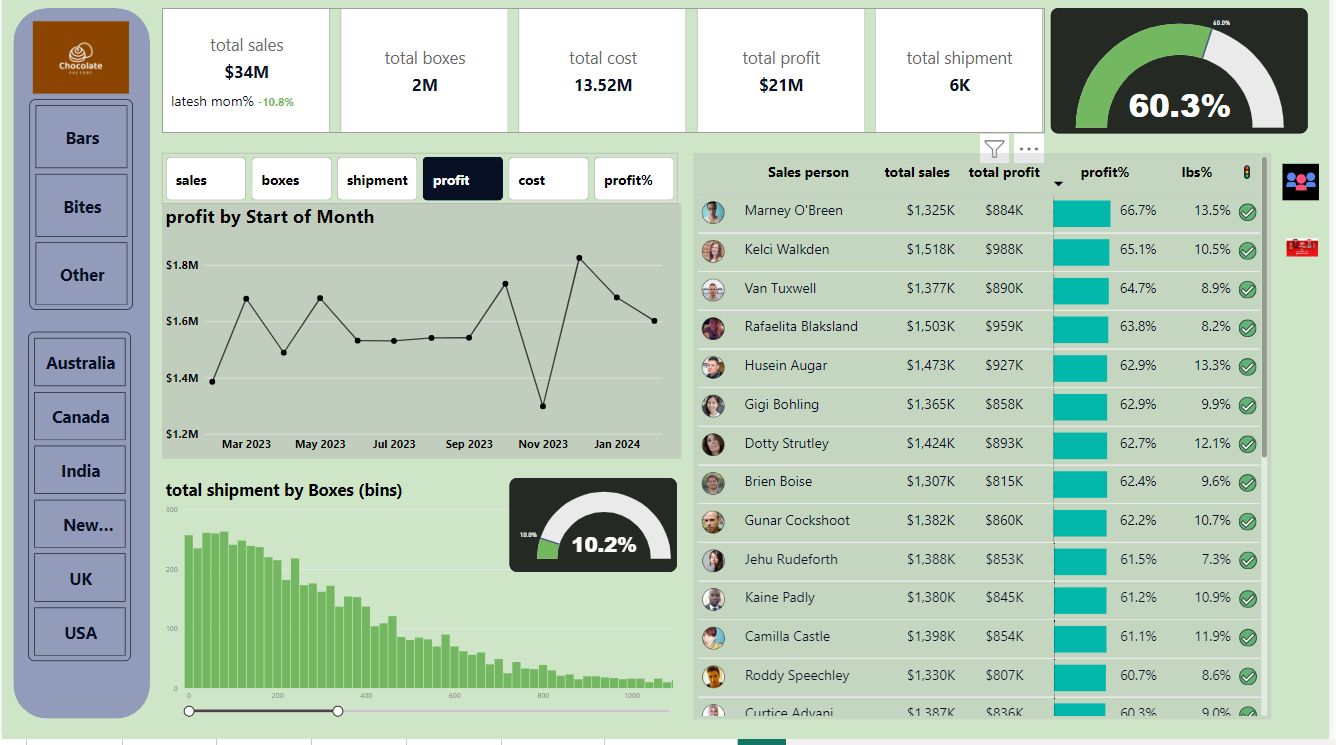 Chocolate
FACTORY
Bars
Bites
Other
Australia
Canada
India
New...
UK
USA
total sales
$34M
latesh mom% -10.8%
total boxes
2M
total cost
13.52M
total profit
$21M
total shipment
6K
60.0%
60.3%
sales
boxes
shipment
profit
cost
profit%
profit by Start of Month
$1.8M
$1.6M
$1.4M
$1.2M
Mar 2023 May 2023 Jul 2023 Sep 2023 Nov 2023 Jan 2024
total shipment by Boxes (bins)
300
200
100
0
0 200 400 600 800 1000
10.0%
10.2%
Sales person total sales total profit profit% lbs%
Marney O'Breen $1,325K $884K 66.7% 13.5%
Kelci Walkden $1,518K $988K 65.1% 10.5%
Van Tuxwell $1,377K $890K 64.7% 8.9%
Rafaelita Blaksland $1,503K $959K 63.8% 8.2%
Husein Augar $1,473K $927K 62.9% 13.3%
Gigi Bohling $1,365K $858K 62.9% 9.9%
Dotty Strutley $1,424K $893K 62.7% 12.1%
Brien Boise $1,307K $815K 62.4% 9.6%
Gunar Cockshoot $1,382K $860K 62.2% 10.7%
Jehu Rudeforth $1,388K $853K 61.5% 7.3%
Kaine Padly $1,380K $845K 61.2% 10.9%
Camilla Castle $1,398K $854K 61.1% 11.9%
Roddy Speechley $1,330K $807K 60.7% 8.6%
Curtice Advani $1,387K $836K 60.3% 9.0%